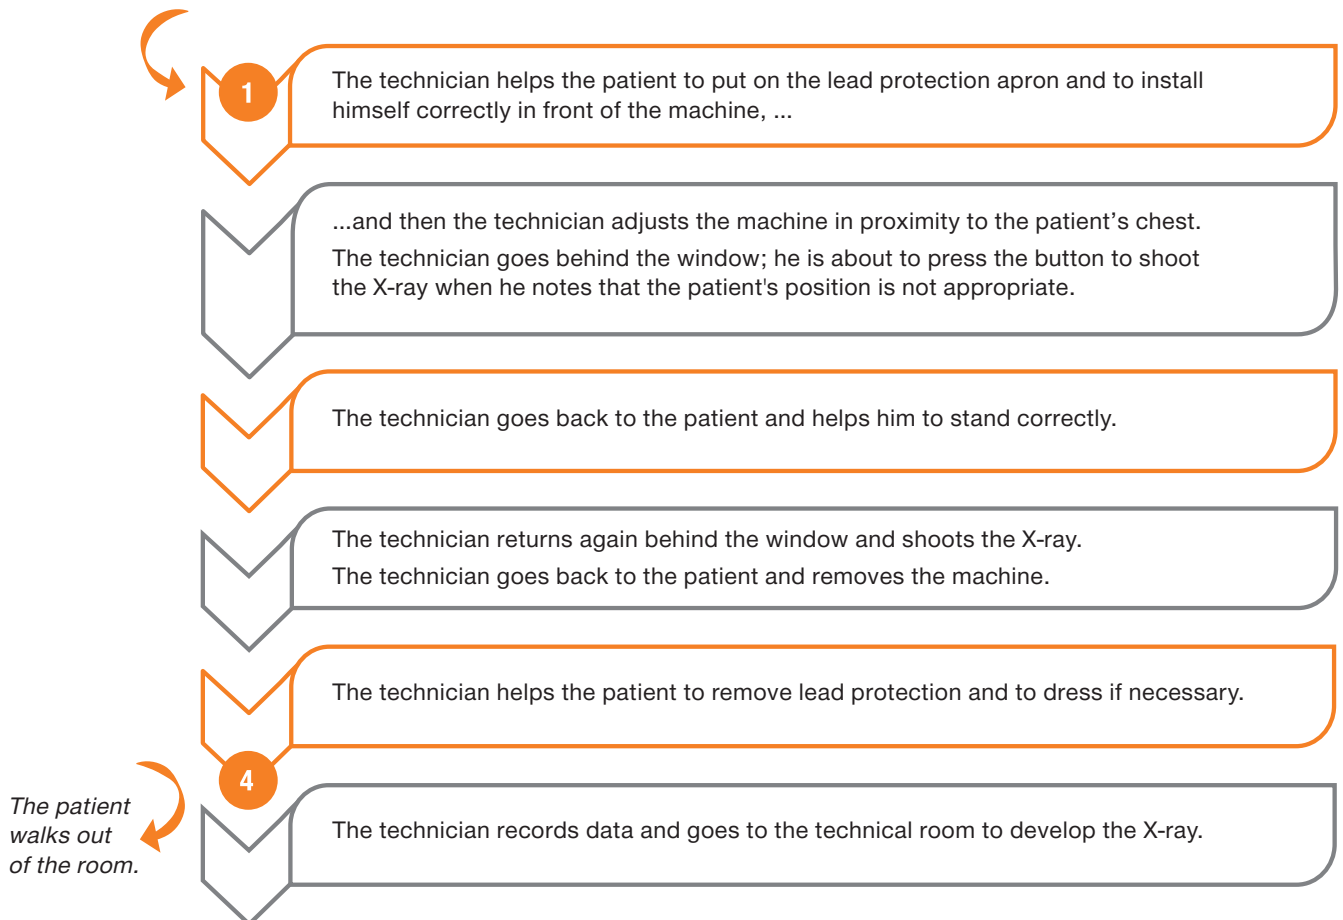 1
The technician helps the patient to put on the lead protection apron and to install
himself correctly in front of the machine, ...
...and then the technician adjusts the machine in proximity to the patient’s chest.
The technician goes behind the window; he is about to press the button to shoot
the X-ray when he notes that the patient's position is not appropriate.
The technician goes back to the patient and helps him to stand correctly.
The technician returns again behind the window and shoots the X-ray.
The technician goes back to the patient and removes the machine.
The technician helps the patient to remove lead protection and to dress if necessary.
4
The patient
walks out
of the room.
The technician records data and goes to the technical room to develop the X-ray.